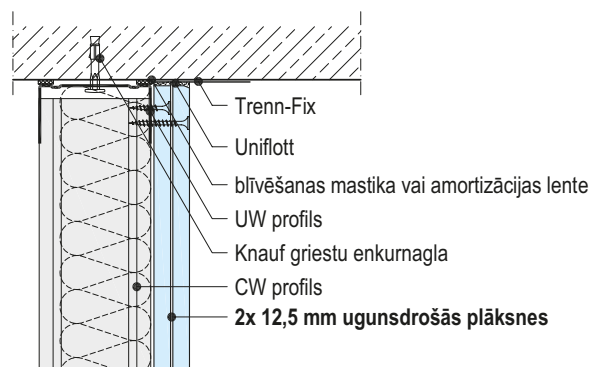 Trenn-Fix
Uniflott
blīvēšanas mastika vai amortizācijas lente
UW profils
Knauf griestu enkurnagla
CW profils
2x 12,5 mm ugunsdrošās plāksnes